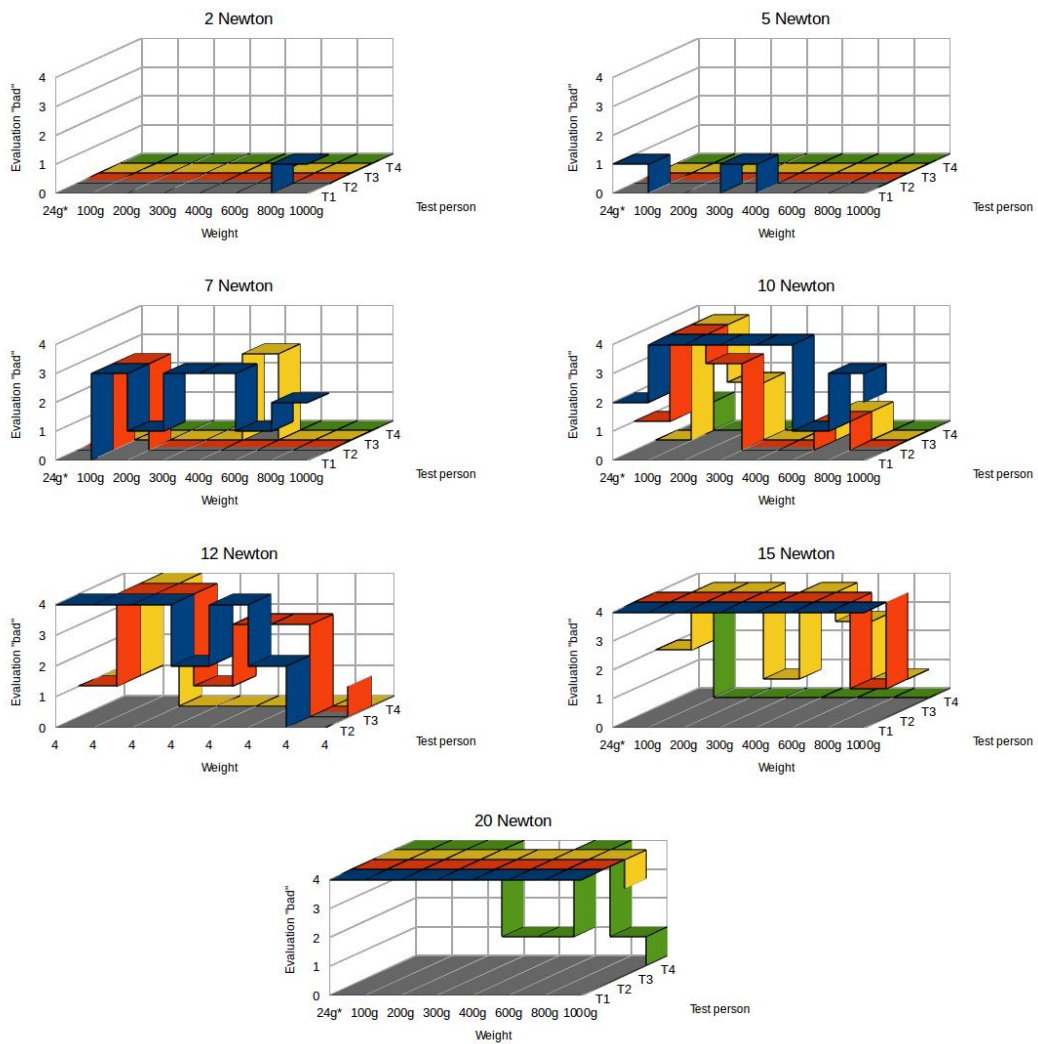 2 Newton
Evaluation "bad"
4
3
2
1
0
24g* 100g 200g 300g 400g 600g 800g 1000g
T1
T2
T3
T4
Weight
Test person
5 Newton
Evaluation "bad"
4
3
2
1
0
24g* 100g 200g 300g 400g 600g 800g 1000g
T1
T2
T3
T4
Weight
Test person
7 Newton
Evaluation "bad"
4
3
2
1
0
24g* 100g 200g 300g 400g 600g 800g 1000g
T1
T2
T3
T4
Weight
Test person
10 Newton
Evaluation "bad"
4
3
2
1
0
24g* 100g 200g 300g 400g 600g 800g 1000g
T1
T2
T3
T4
Weight
Test person
12 Newton
Evaluation "bad"
4
3
2
1
0
4 4 4 4 4 4 4 4
T2
T3
T4
Weight
Test person
15 Newton
Evaluation "bad"
4
3
2
1
0
24g* 100g 200g 300g 400g 600g 800g 1000g
T1
T2
T3
T4
Weight
Test person
20 Newton
Evaluation "bad"
4
3
2
1
0
24g* 100g 200g 300g 400g 600g 800g 1000g
T1
T2
T3
T4
Weight
Test person